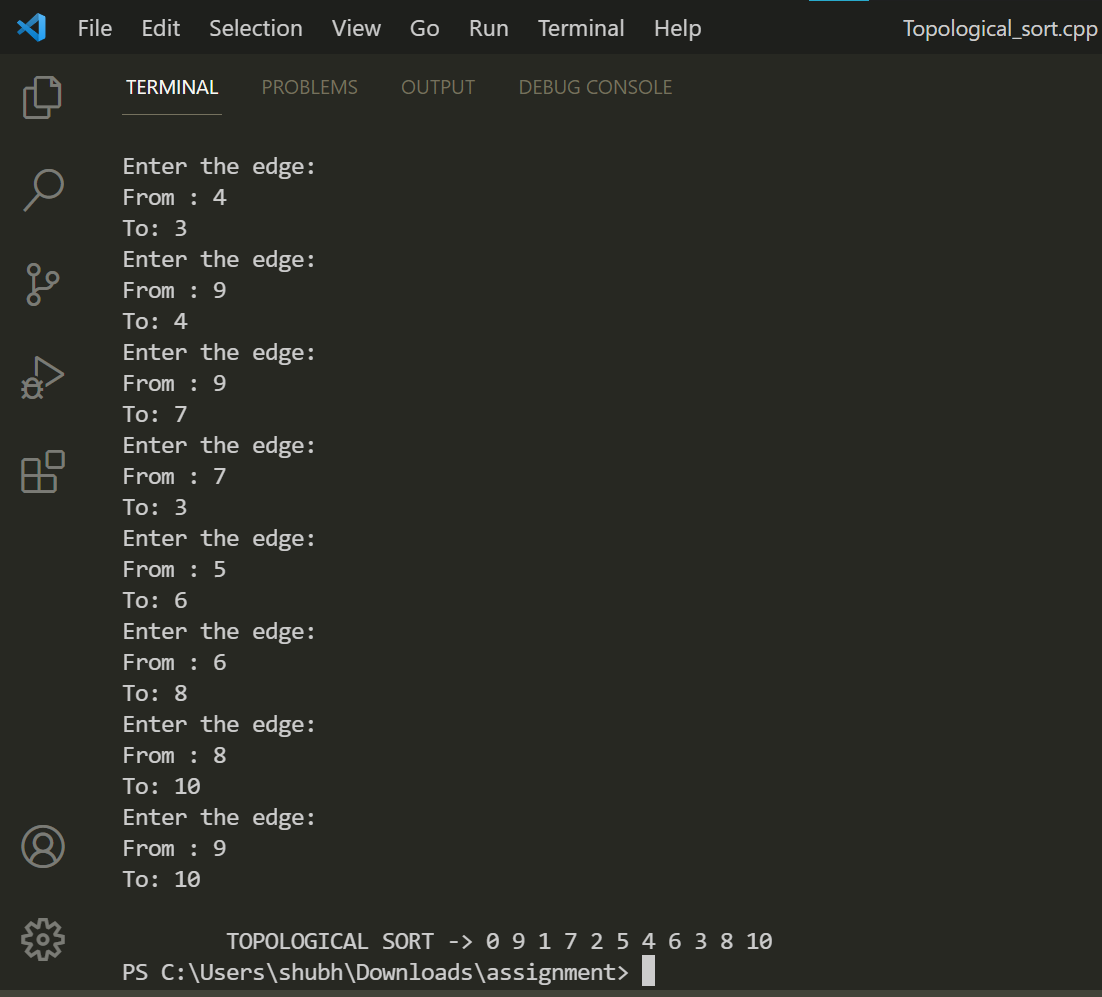 File Edit Selection View Go Run Terminal Help Topological_sort.cpp
TERMINAL PROBLEMS OUTPUT DEBUG CONSOLE
Enter the edge:
From : 4
To: 3
Enter the edge:
From : 9
To: 4
Enter the edge:
From : 9
To: 7
Enter the edge:
From : 7
To: 3
Enter the edge:
From : 5
To: 6
Enter the edge:
From : 6
To: 8
Enter the edge:
From : 8
To: 10
Enter the edge:
From : 9
To: 10
TOPOLOGICAL SORT -> 0 9 1 7 2 5 4 6 3 8 10
PS C:\Users\shubh\Downloads\assignment>